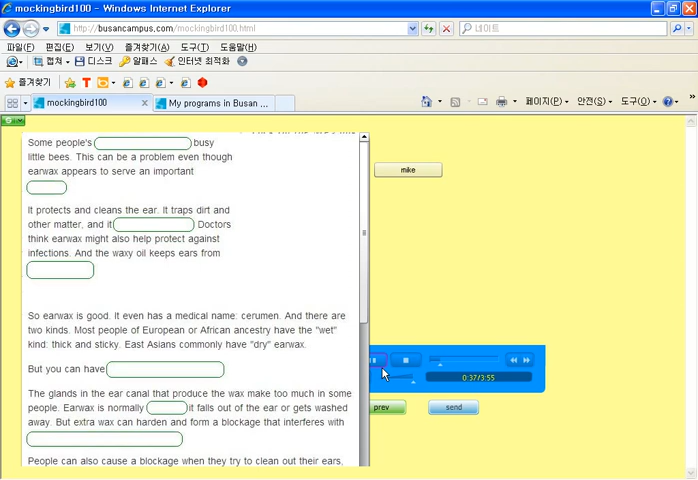 mockingbird100 - Windows Internet Explorer
http://busancampus.com/mockingbird100.html
네이트
파일(F) 편집(E) 보기(V) 즐겨찾기(A) 도구(T) 도움말(H)
캡쳐 디스크 알패스 인터넷 최적화
즐겨찾기
mockingbird100 My programs in Busan ...
페이지(P) 안전(S) 도구(O)
Some people's busy
little bees. This can be a problem even though
earwax appears to serve an important
mike
It protects and cleans the ear. It traps dirt and
other matter, and it Doctors
think earwax might also help protect against
infections. And the waxy oil keeps ears from
So earwax is good. It even has a medical name: cerumen. And there are
two kinds. Most people of European or African ancestry have the "wet"
kind: thick and sticky. East Asians commonly have "dry" earwax.
But you can have
0:37/3:55
The glands in the ear canal that produce the wax make too much in some
people. Earwax is normally it falls out of the ear or gets washed
away. But extra wax can harden and form a blockage that interferes with
prev send
People can also cause a blockage when they try to clean out their ears,